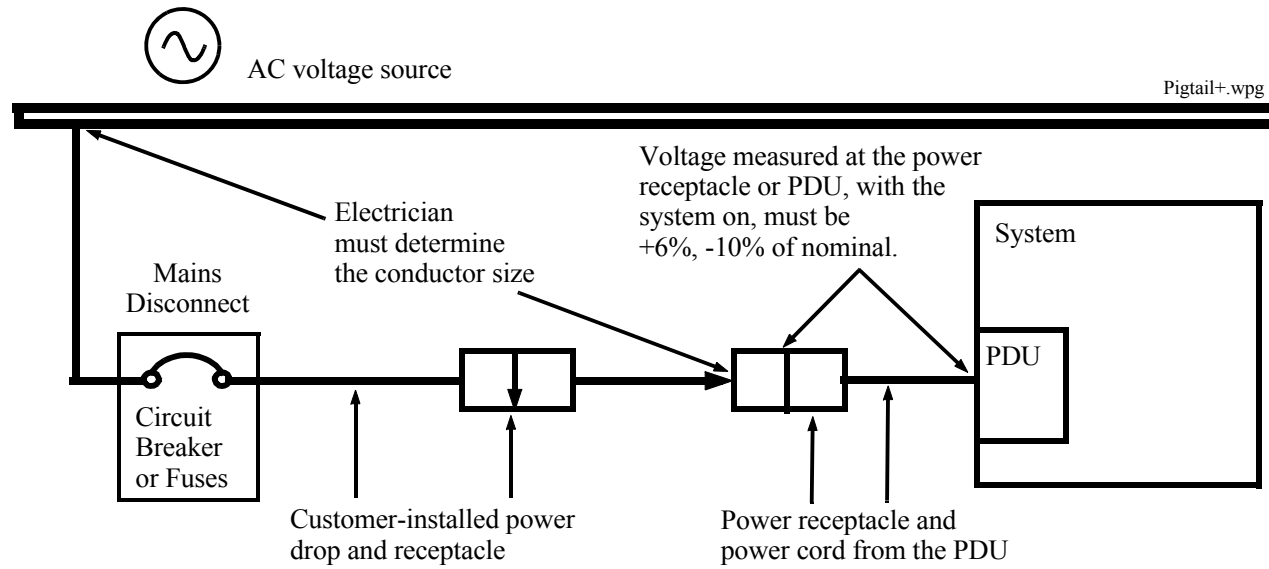 AC voltage source
Pigtail+.wpg
Voltage measured at the power
receptacle or PDU, with the
system on, must be
+6%, -10% of nominal.
Electrician
must determine
the conductor size
System
Mains
Disconnect
PDU
Circuit
Breaker
or Fuses
Customer-installed power
drop and receptacle
Power receptacle and
power cord from the PDU